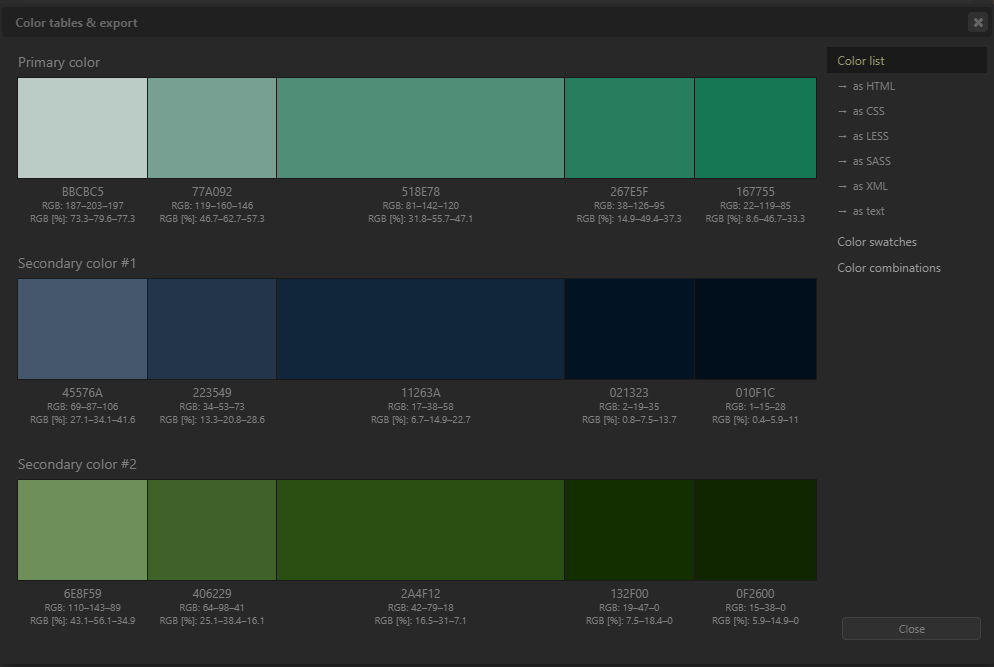 Color tables & export
Primary color
BBCBC5
RGB: 187–203–197
RGB [%]: 73.3–79.6–77.3
77A092
RGB: 119–160–146
RGB [%]: 46.7–62.7–57.3
518E78
RGB: 81–142–120
RGB [%]: 31.8–55.7–47.1
267E5F
RGB: 38–126–95
RGB [%]: 14.9–49.4–37.3
167755
RGB: 22–119–85
RGB [%]: 8.6–46.7–33.3
Secondary color #1
45576A
RGB: 69–87–106
RGB [%]: 27.1–34.1–41.6
223549
RGB: 34–53–73
RGB [%]: 13.3–20.8–28.6
11263A
RGB: 17–38–58
RGB [%]: 6.7–14.9–22.7
021323
RGB: 2–19–35
RGB [%]: 0.8–7.5–13.7
010F1C
RGB: 1–15–28
RGB [%]: 0.4–5.9–11
Secondary color #2
6E8F59
RGB: 110–143–89
RGB [%]: 43.1–56.1–34.9
406229
RGB: 64–98–41
RGB [%]: 25.1–38.4–16.1
2A4F12
RGB: 42–79–18
RGB [%]: 16.5–31–7.1
132F00
RGB: 19–47–0
RGB [%]: 7.5–18.4–0
0F2600
RGB: 15–38–0
RGB [%]: 5.9–14.9–0
Color list
→ as HTML
→ as CSS
→ as LESS
→ as SASS
→ as XML
→ as text
Color swatches
Color combinations
Close